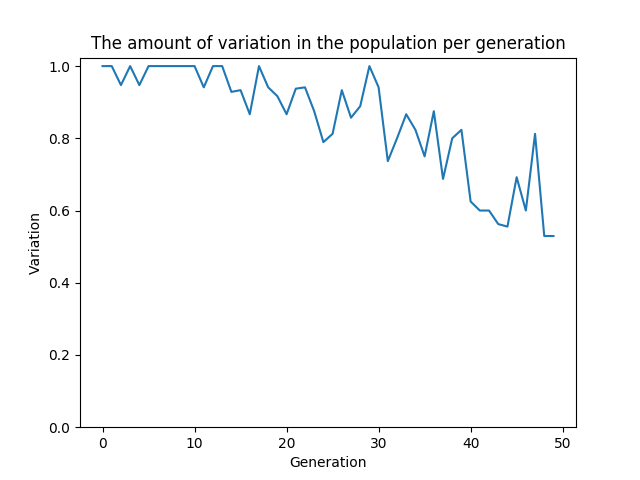 The amount of variation in the population per generation
1.0
0.8
0.6
0.4
0.2
0.0
Variation
0 10 20 30 40 50
Generation